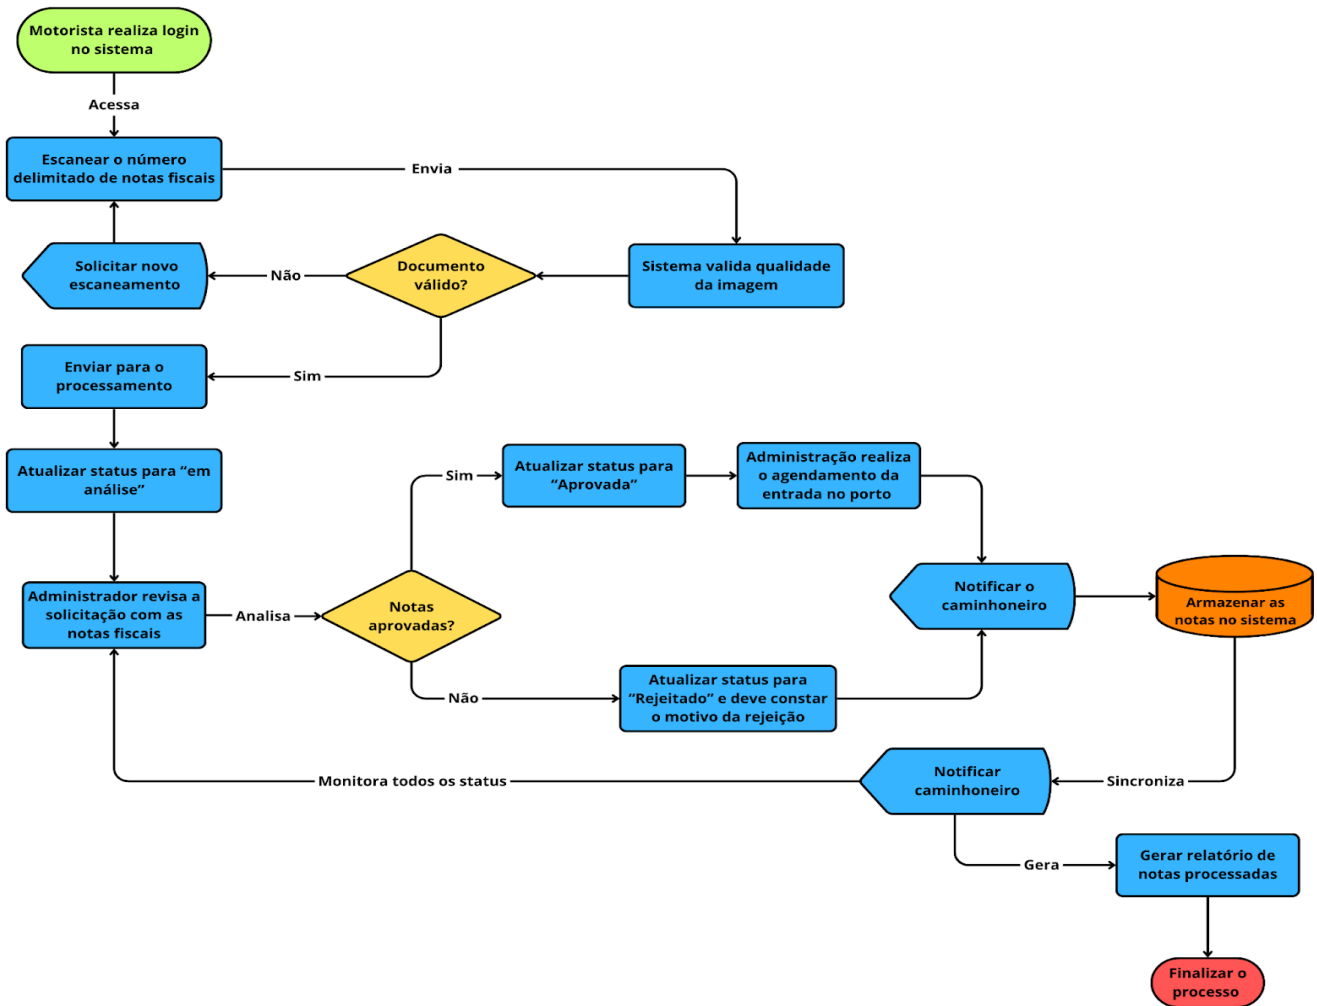 Motorista realiza login
no sistema
Acessa
Escanear o número
delimitado de notas fiscais
Envia
Sistema valida qualidade
da imagem
Documento
válido?
Não
Solicitar novo
escaneamento
Sim
Enviar para o
processamento
Atualizar status para “em
análise”
Administrador revisa a
solicitação com as
notas fiscais
Analisa
Notas
aprovadas?
Sim
Atualizar status para
“Aprovada”
Administração realiza
o agendamento da
entrada no porto
Não
Atualizar status para
“Rejeitado” e deve constar
o motivo da rejeição
Notificar o
caminhoneiro
Armazenar as
notas no sistema
Sincroniza
Notificar
caminhoneiro
Monitora todos os status
Gera
Gerar relatório de
notas processadas
Finalizar o
processo